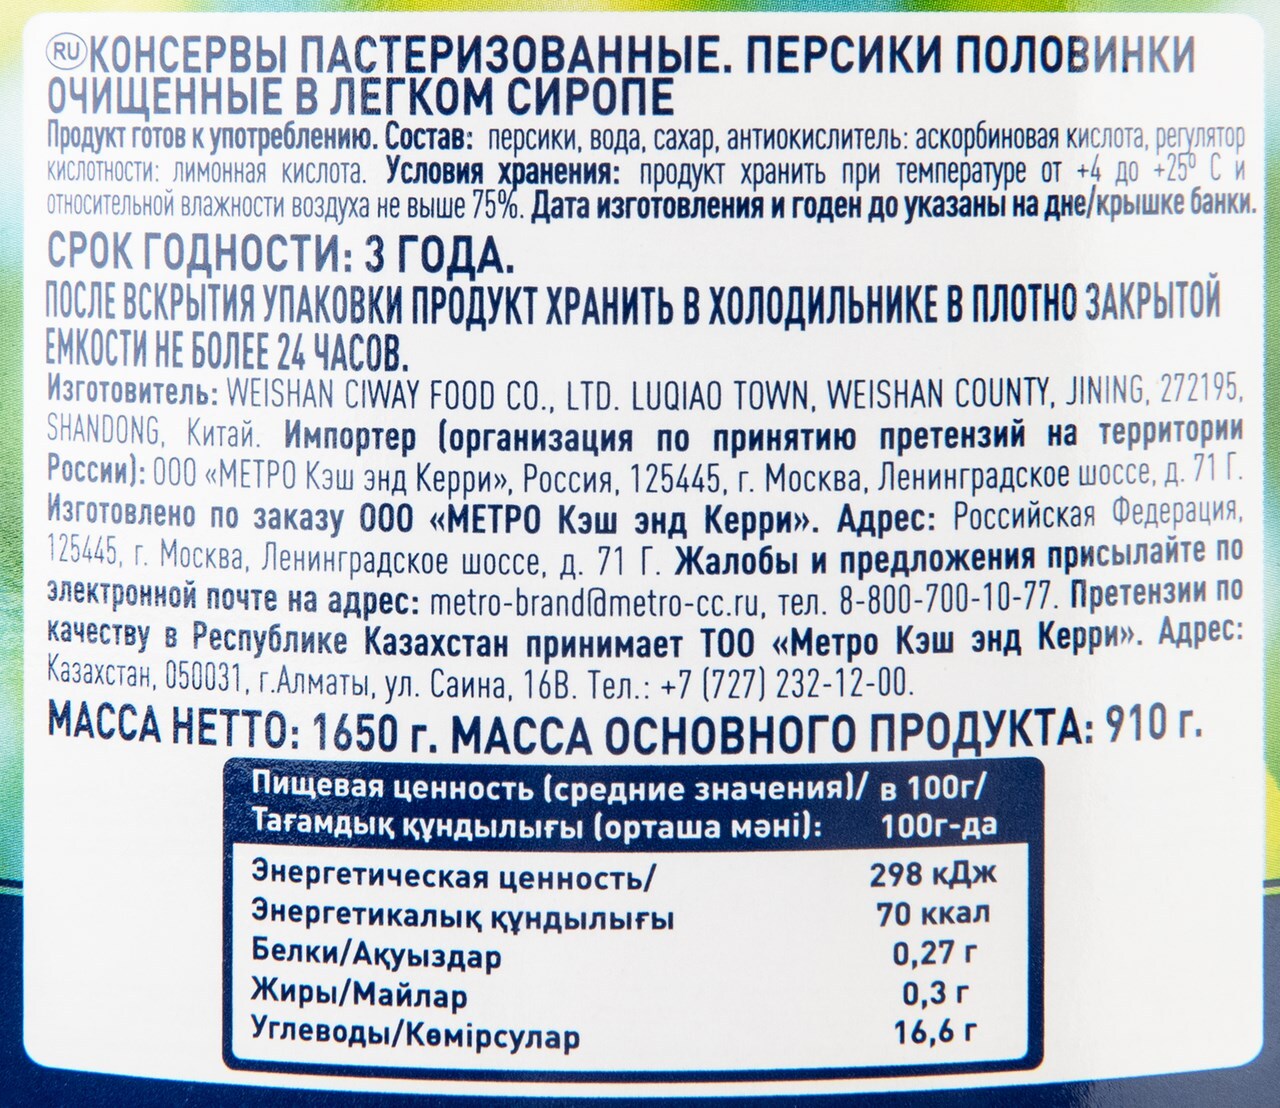 RU КОНСЕРВЫ ПАСТЕРИЗОВАННЫЕ. ПЕРСИКИ ПОЛОВИНКИ
ОЧИЩЕННЫЕ В ЛЕГКОМ СИРОПЕ
Продукт готов к употреблению. Состав: персики, вода, сахар, антиокислитель: аскорбиновая кислота, регулятор
кислотности: лимонная кислота. Условия хранения: продукт хранить при температуре от +4 до +25⁰ С и
относительной влажности воздуха не выше 75%. Дата изготовления и годен до указаны на дне/крышке банки.
СРОК ГОДНОСТИ: 3 ГОДА.
ПОСЛЕ ВСКРЫТИЯ УПАКОВКИ ПРОДУКТ ХРАНИТЬ В ХОЛОДИЛЬНИКЕ В ПЛОТНО ЗАКРЫТОЙ
ЕМКОСТИ НЕ БОЛЕЕ 24 ЧАСОВ.
Изготовитель: WEISHAN CIWAY FOOD CO., LTD. LUQIAO TOWN, WEISHAN COUNTY, JINING, 272195,
SHANDONG, Китай. Импортер (организация по принятию претензий на территории
России): ООО «МЕТРО Кэш энд Керри», Россия, 125445, г. Москва, Ленинградское шоссе, д. 71 Г.
Изготовлено по заказу ООО «МЕТРО Кэш энд Керри». Адрес: Российская Федерация,
125445, г. Москва, Ленинградское шоссе, д. 71 Г. Жалобы и предложения присылайте по
электронной почте на адрес: metro-brand@metro-cc.ru, тел. 8-800-700-10-77. Претензии по
качеству в Республике Казахстан принимает ТОО «Метро Кэш энд Керри». Адрес:
Казахстан, 050031, г.Алматы, ул. Саина, 16В. Тел.: +7 (727) 232-12-00.
МАССА НЕТТО: 1650 г. МАССА ОСНОВНОГО ПРОДУКТА: 910 г.
Пищевая ценность (средние значения)/ в 100г/
Тағамдық құндылығы (орташа мәні): 100г-да
Энергетическая ценность/ 298 кДж
Энергетикалық құндылығы 70 ккал
Белки/Ақуыздар 0,27 г
Жиры/Майлар 0,3 г
Углеводы/Көмірсулар 16,6 г